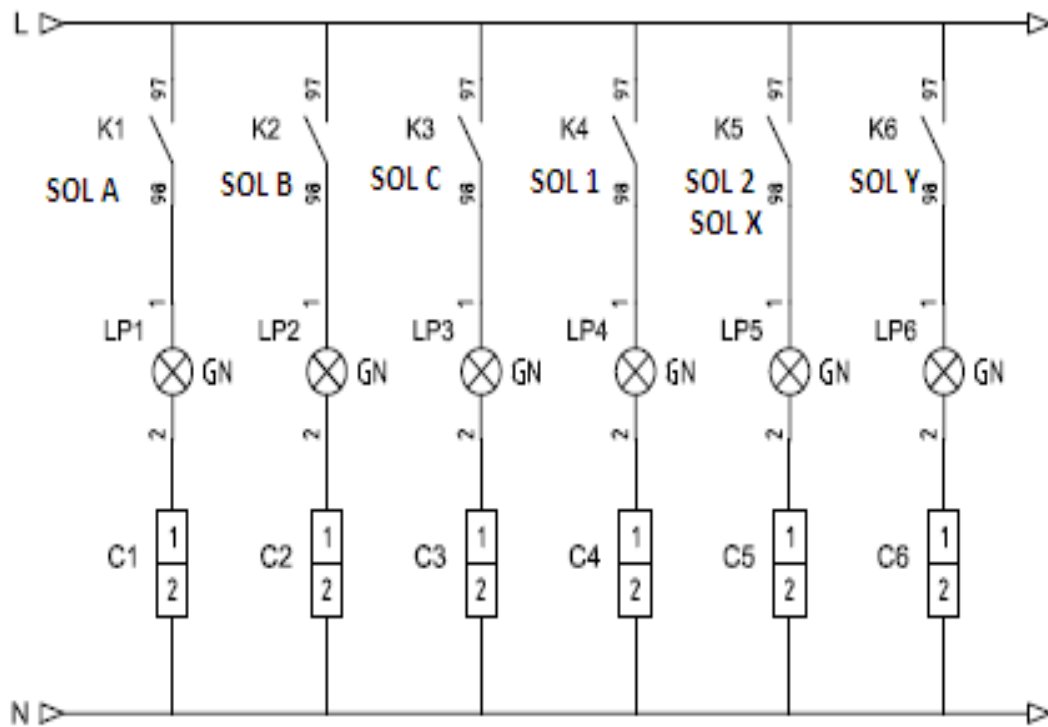 L
97 97 97 97 97 97
K1 K2 K3 K4 K5 K6
SOL A SOL B SOL C SOL 1 SOL 2 SOL Y
98 98 98 98 98 98
SOL X
1 1 1 1 1 1
LP1 LP2 LP3 LP4 LP5 LP6
GN GN GN GN GN GN
2 2 2 2 2 2
1 1 1 1 1 1
C1 C2 C3 C4 C5 C6
2 2 2 2 2 2
N